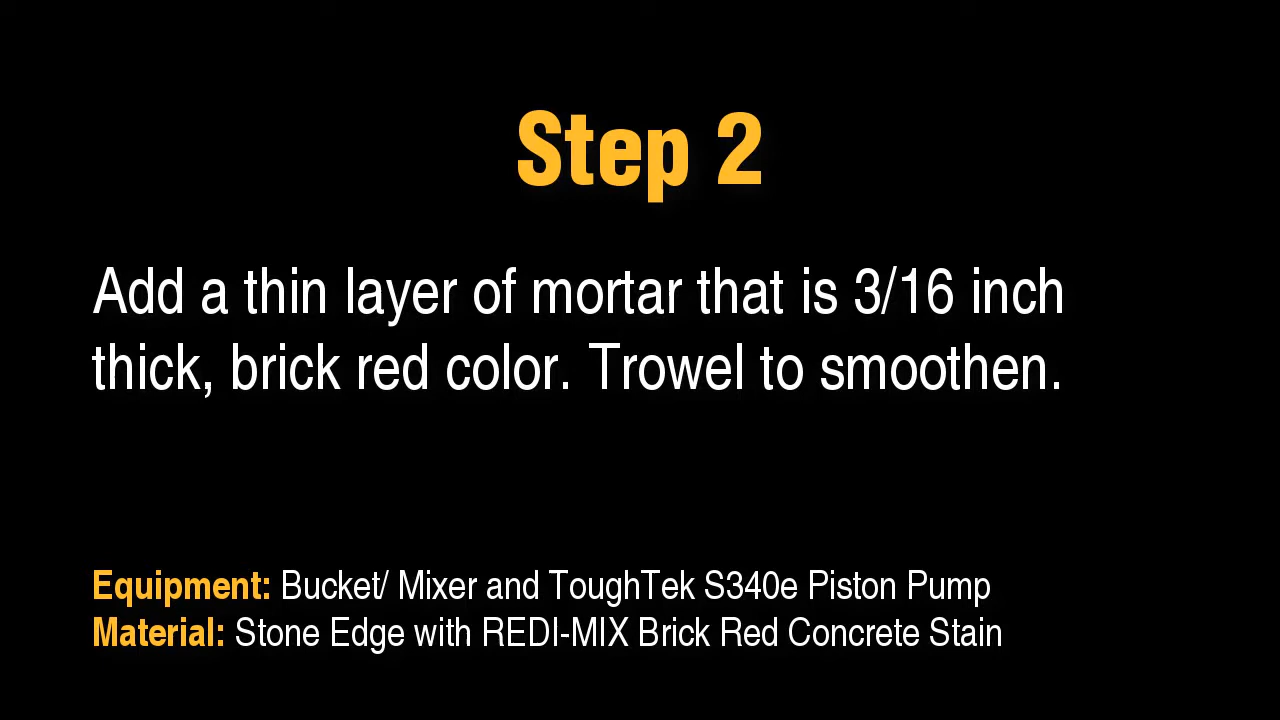 Step 2
Add a thin layer of mortar that is 3/16 inch
thick, brick red color. Trowel to smoothen.
Equipment: Bucket/ Mixer and ToughTek S340e Piston Pump
Material: Stone Edge with REDI-MIX Brick Red Concrete Stain